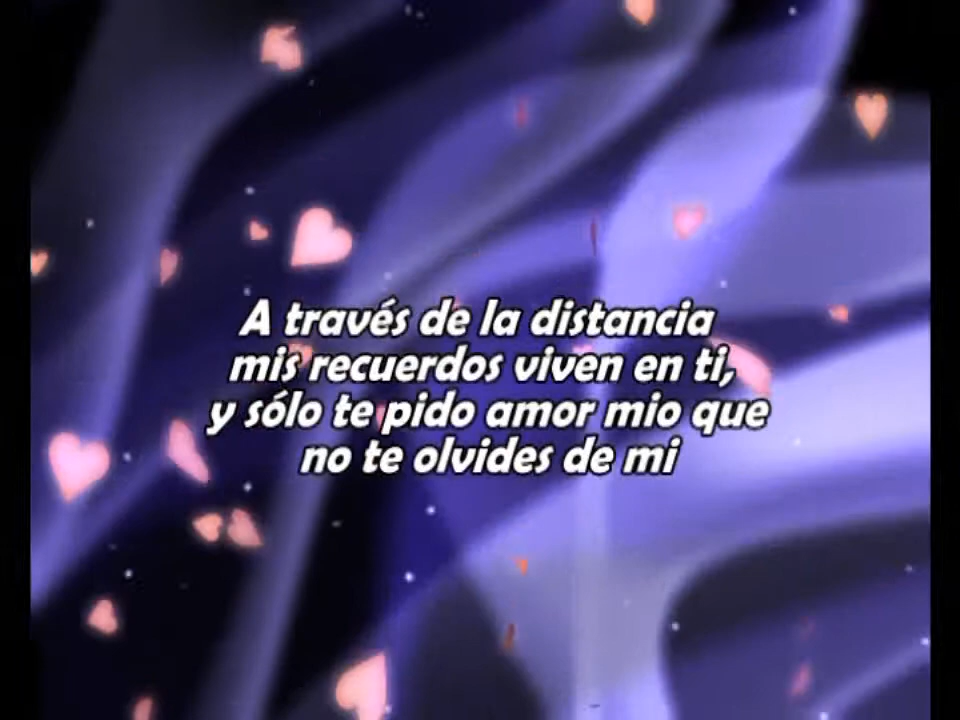 A través de la distancia
mis recuerdos viven en ti,
y sólo te pido amor mio que
no te olvides de mi